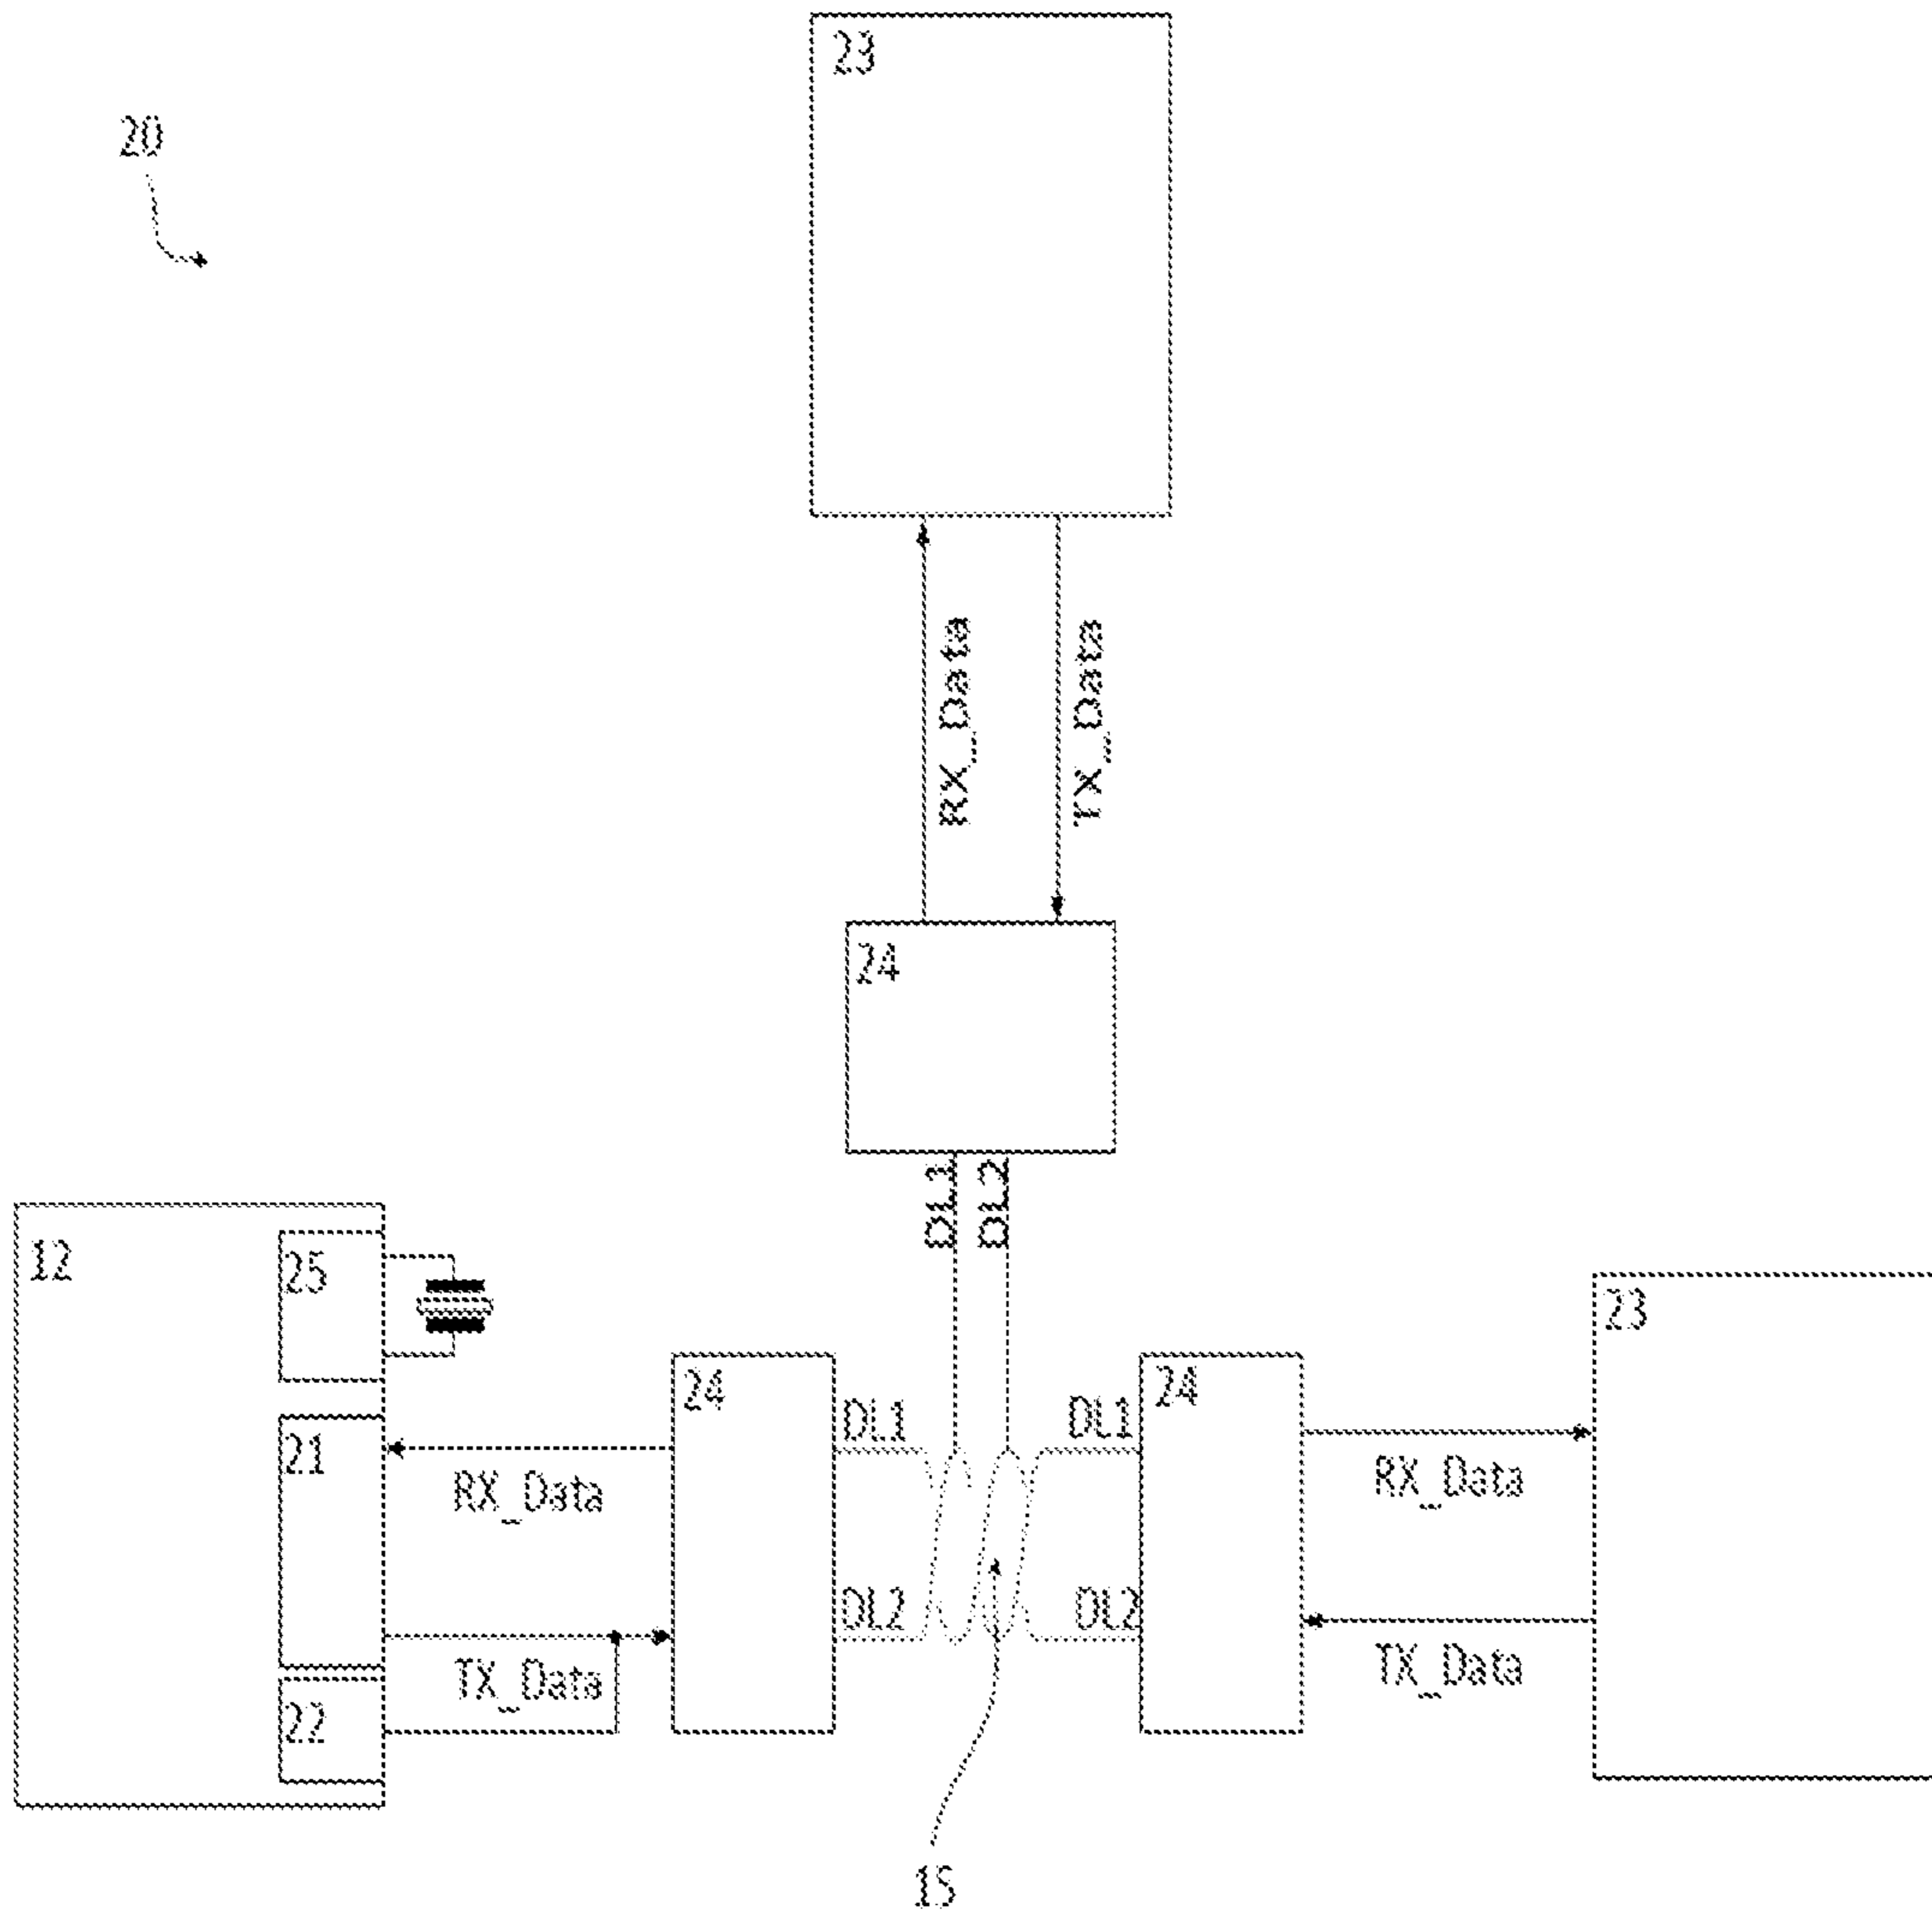 23
20
RX_Data
TX_Data
24
DL1
DL2
12
25
23
24
24
DL1
DL1
21
RX_Data
RX_Data
DL2
DL2
TX_Data
TX_Data
22
15